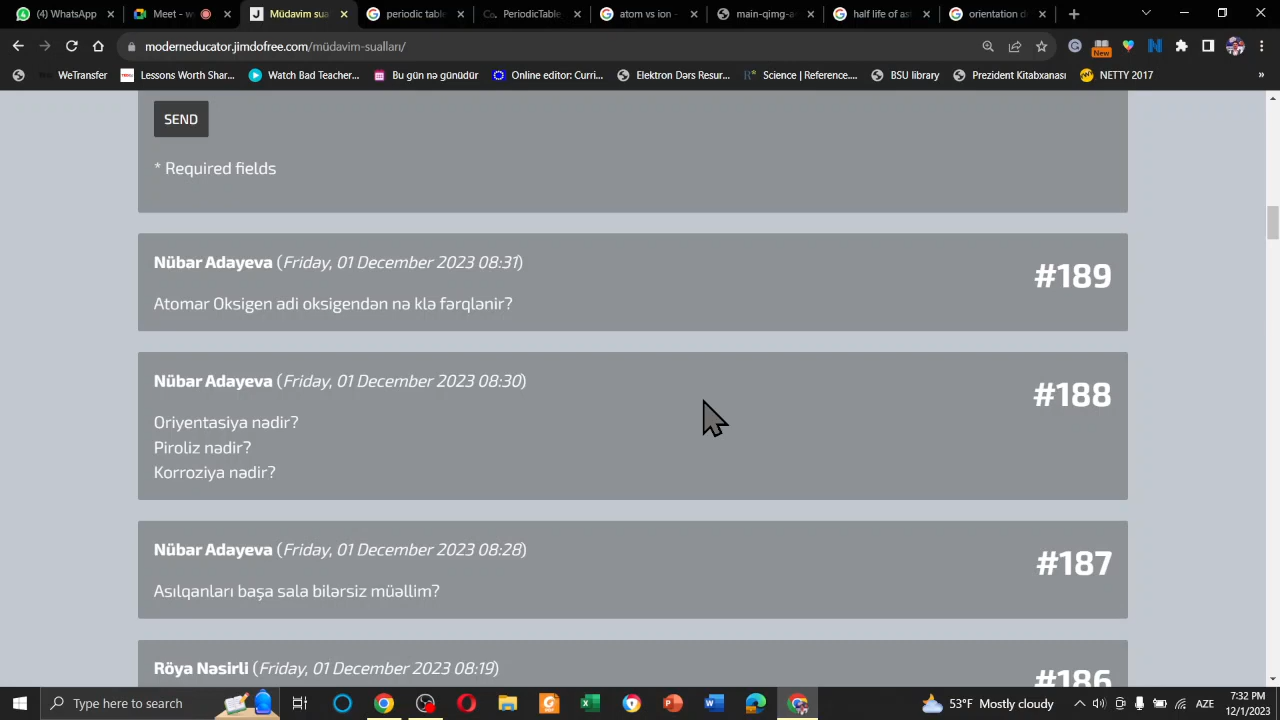 (4) WhatsApp
Meet - w
Müdavim sua
periodic table
PeriodicTable
atom vs ion -
main-qimg-a
half life of as
orientation d
moderneducator.jimdofree.com/müdavim-sualları/
New
WeTransfer
Lessons Worth Shar...
Watch Bad Teacher...
Bu gün nə günüdür
Online editor Curri...
Elektron Dərs Resur...
Science | Reference....
BSU library
Prezident Kitabxanası
NETTY 2017
»
SEND
* Required fields
Nübar Adayeva (Friday, 01 December 2023 08:31)
#189
Atomar Oksigen adi oksigendən nə klə fərqlənir?
Nübar Adayeva (Friday, 01 December 2023 08:30)
#188
Oriyentasiya nədir?
Piroliz nədir?
Korroziya nədir?
Nübar Adayeva (Friday, 01 December 2023 08:28)
#187
Asılqanları başa sala bilərsiz müəllim?
Röya Nəsirli (Friday, 01 December 2023 08:19)
#186
Type here to search
53°F Mostly cloudy
AZE
7:32 PM
12/1/2023